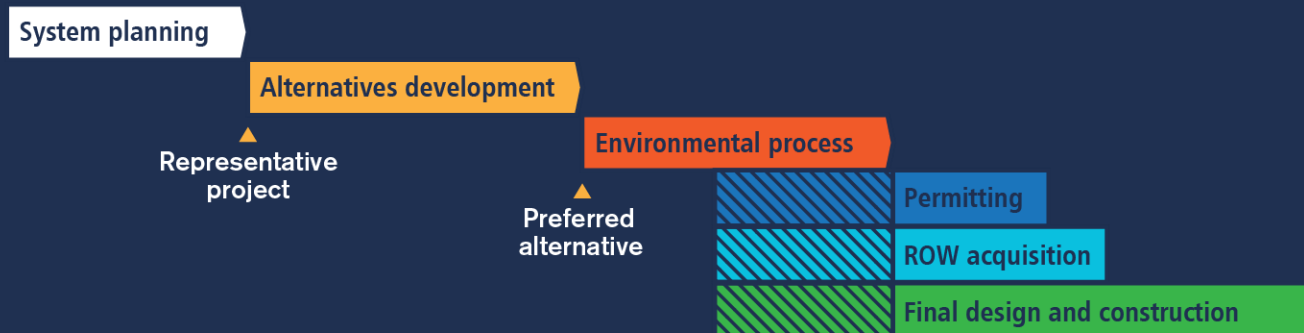 System planning
Alternatives development
Representative
project
Environmental process
Preferred
alternative
Permitting
ROW acquisition
Final design and construction